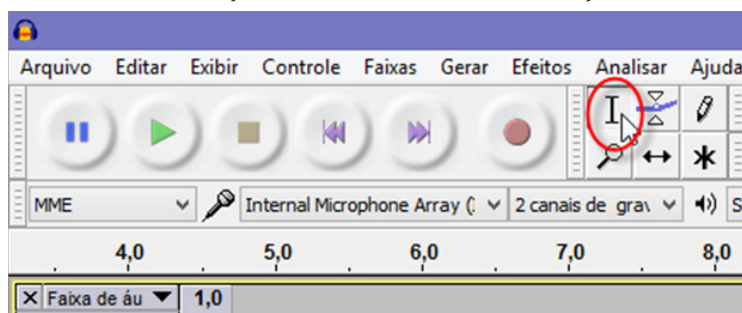 Arquivo Editar Exibir Controle Faixas Gerar Efeitos Analisar Ajuda
MME Internal Microphone Array (: 2 canais de grav S
4,0 5,0 6,0 7,0 8,0
Faixa de áu 1,0